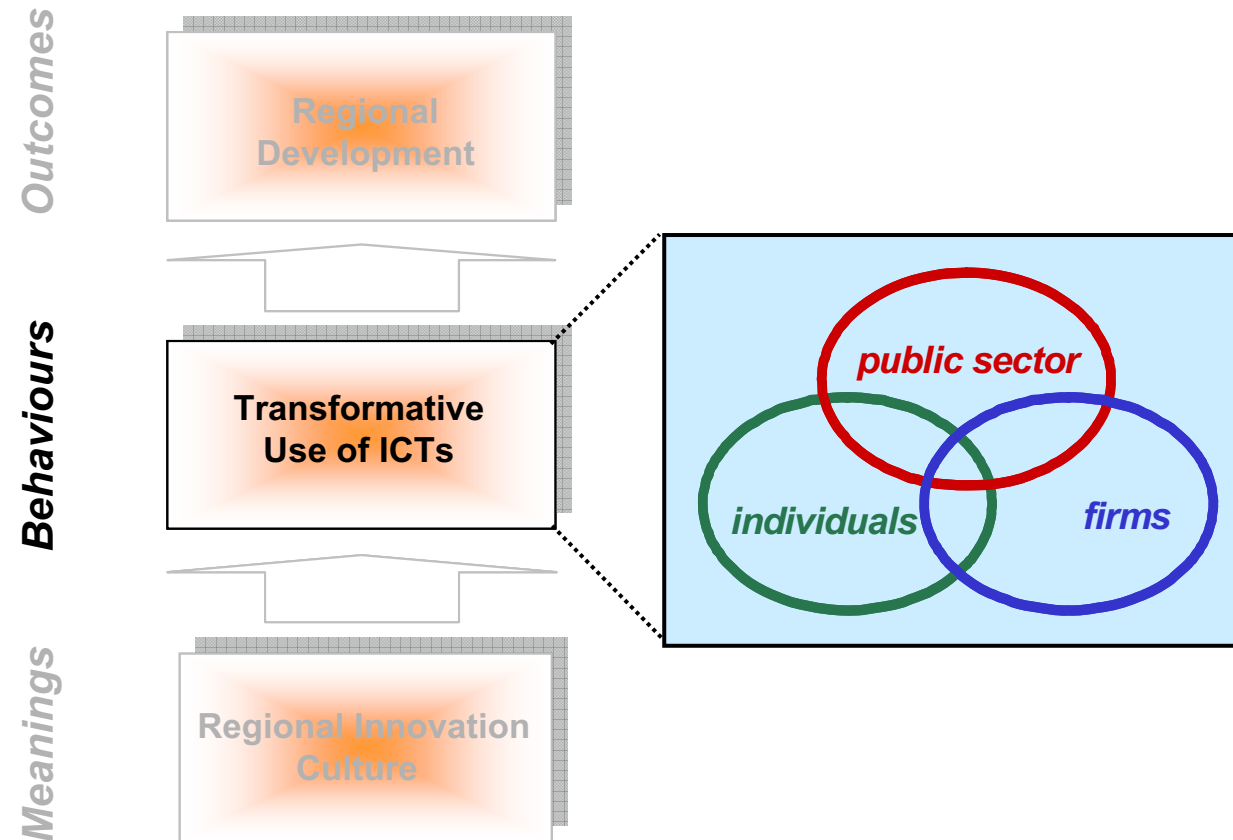 Outcomes
Regional
Development
Behaviours
Transformative
Use of ICTs
public sector
individuals
firms
Meanings
Regional Innovation
Culture